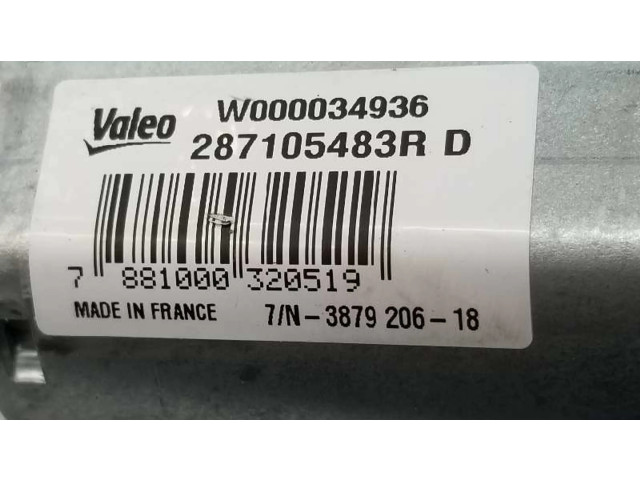 Valeo W000034936
287105483R D
7 881000 320519
MADE IN FRANCE 7/N-3879 206-18